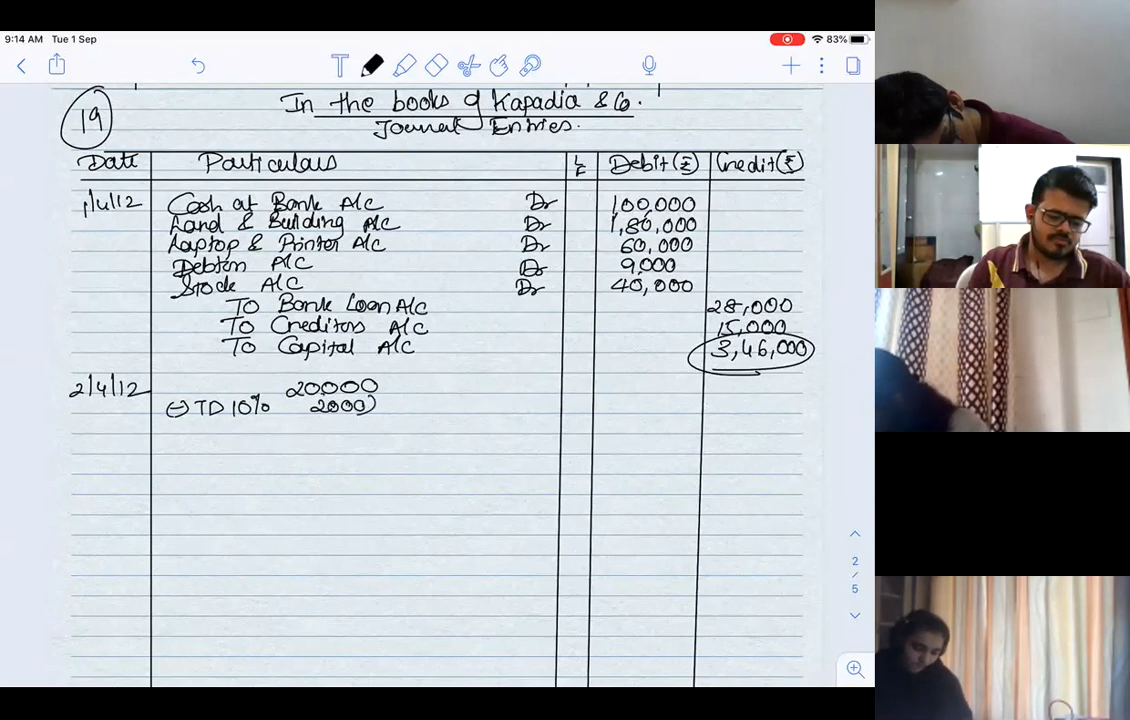 9:14 AM Tue 1 Sep 83%
19
In the books of Kapadia & Co.
Journal Entries.
Date Particulars L F Debit (₹) Credit (₹)
1/4/12 Cash at Bank A/C Dr 100,000
Land & Building A/C Dr 1,80,000
Laptop & Printer A/C Dr 60,000
Debtors A/C Dr 9,000
Stock A/C Dr 40,000
To Bank Loan A/C 28,000
To Creditors A/C 15,000
To Capital A/C 3,46,000
2/4/12 20000
(-) TD 10% 2000)
2
/
5